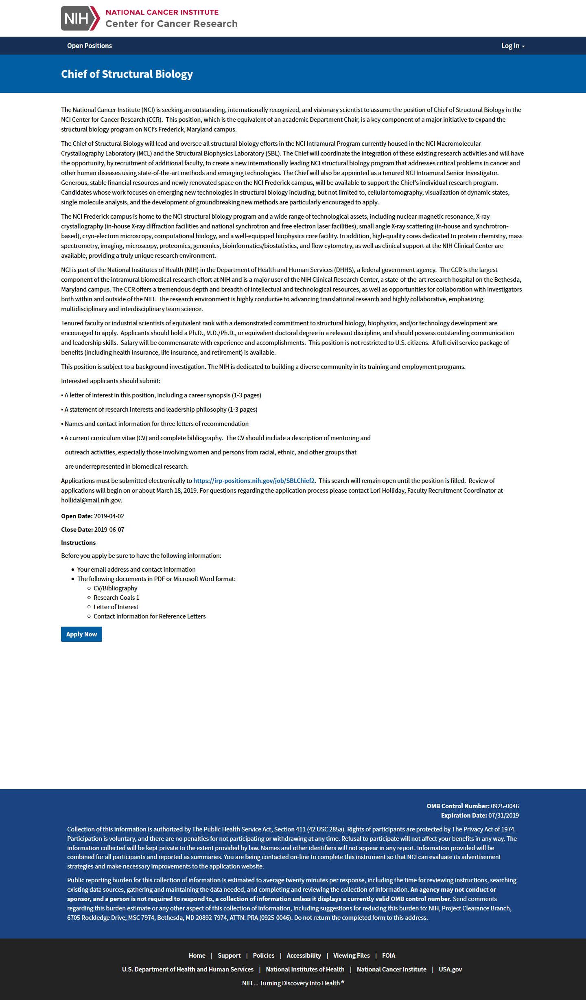 NIH
NATIONAL CANCER INSTITUTE
Center for Cancer Research
Open Positions
Log In
Chief of Structural Biology
The National Cancer Institute (NCI) is seeking an outstanding, internationally recognized, and visionary scientist to assume the position of Chief of Structural Biology in the
NCI Center for Cancer Research (CCR).  This position, which is the equivalent of an academic Department Chair, is a key component of a major initiative to expand the
structural biology program on NCI’s Frederick, Maryland campus.
The Chief of Structural Biology will lead and oversee all structural biology efforts in the NCI Intramural Program currently housed in the NCI Macromolecular
Crystallography Laboratory (MCL) and the Structural Biophysics Laboratory (SBL). The Chief will coordinate the integration of these existing research activities and will have
the opportunity, by recruitment of additional faculty, to create a new internationally leading NCI structural biology program that addresses critical problems in cancer and
other human diseases using state-of-the-art methods and emerging technologies. The Chief will also be appointed as a tenured NCI Intramural Senior Investigator.
Generous, stable financial resources and newly renovated space on the NCI Frederick campus, will be available to support the Chief’s individual research program.
Candidates whose work focuses on emerging new technologies in structural biology including, but not limited to, cellular tomography, visualization of dynamic states,
single molecule analysis, and the development of groundbreaking new methods are particularly encouraged to apply.
The NCI Frederick campus is home to the NCI structural biology program and a wide range of technological assets, including nuclear magnetic resonance, X-ray
crystallography (in-house X-ray diffraction facilities and national synchrotron and free electron laser facilities), small angle X-ray scattering (in-house and synchrotron-
based), cryo-electron microscopy, computational biology, and a well-equipped biophysics core facility. In addition, high-quality cores dedicated to protein chemistry, mass
spectrometry, imaging, microscopy, proteomics, genomics, bioinformatics/biostatistics, and flow cytometry, as well as clinical support at the NIH Clinical Center are
available, providing a truly unique research environment.
NCI is part of the National Institutes of Health (NIH) in the Department of Health and Human Services (DHHS), a federal government agency.  The CCR is the largest
component of the intramural biomedical research effort at NIH and is a major user of the NIH Clinical Research Center, a state-of-the-art research hospital on the Bethesda,
Maryland campus. The CCR offers a tremendous depth and breadth of intellectual and technological resources, as well as opportunities for collaboration with investigators
both within and outside of the NIH.  The research environment is highly conducive to advancing translational research and highly collaborative, emphasizing
multidisciplinary and interdisciplinary team science.
Tenured faculty or industrial scientists of equivalent rank with a demonstrated commitment to structural biology, biophysics, and/or technology development are
encouraged to apply.  Applicants should hold a Ph.D., M.D./Ph.D., or equivalent doctoral degree in a relevant discipline, and should possess outstanding communication
and leadership skills.  Salary will be commensurate with experience and accomplishments.  This position is not restricted to U.S. citizens.  A full civil service package of
benefits (including health insurance, life insurance, and retirement) is available.
This position is subject to a background investigation. The NIH is dedicated to building a diverse community in its training and employment programs.
Interested applicants should submit:
▪ A letter of interest in this position, including a career synopsis (1-3 pages)
▪ A statement of research interests and leadership philosophy (1-3 pages)
▪ Names and contact information for three letters of recommendation
▪ A current curriculum vitae (CV) and complete bibliography.  The CV should include a description of mentoring and
outreach activities, especially those involving women and persons from racial, ethnic, and other groups that
are underrepresented in biomedical research.
Applications must be submitted electronically to https://irp-positions.nih.gov/job/SBLChief2.  This search will remain open until the position is filled.  Review of
applications will begin on or about March 18, 2019. For questions regarding the application process please contact Lori Holliday, Faculty Recruitment Coordinator at
hollidal@mail.nih.gov.
Open Date: 2019-04-02
Close Date: 2019-06-07
Instructions
Before you apply be sure to have the following information:
• Your email address and contact information
• The following documents in PDF or Microsoft Word format:
○ CV/Bibliography
○ Research Goals 1
○ Letter of Interest
○ Contact Information for Reference Letters
Apply Now
OMB Control Number: 0925-0046
Expiration Date: 07/31/2019
Collection of this information is authorized by The Public Health Service Act, Section 411 (42 USC 285a). Rights of participants are protected by The Privacy Act of 1974.
Participation is voluntary, and there are no penalties for not participating or withdrawing at any time. Refusal to participate will not affect your benefits in any way. The
information collected will be kept private to the extent provided by law. Names and other identifiers will not appear in any report. Information provided will be
combined for all participants and reported as summaries. You are being contacted on-line to complete this instrument so that NCI can evaluate its advertisement
strategies and make necessary improvements to the application website.
Public reporting burden for this collection of information is estimated to average twenty minutes per response, including the time for reviewing instructions, searching
existing data sources, gathering and maintaining the data needed, and completing and reviewing the collection of information. An agency may not conduct or
sponsor, and a person is not required to respond to, a collection of information unless it displays a currently valid OMB control number. Send comments
regarding this burden estimate or any other aspect of this collection of information, including suggestions for reducing this burden to: NIH, Project Clearance Branch,
6705 Rockledge Drive, MSC 7974, Bethesda, MD 20892-7974, ATTN: PRA (0925-0046). Do not return the completed form to this address.
Home | Support | Policies | Accessibility | Viewing Files | FOIA
U.S. Department of Health and Human Services | National Institutes of Health | National Cancer Institute | USA.gov
NIH ... Turning Discovery Into Health ®